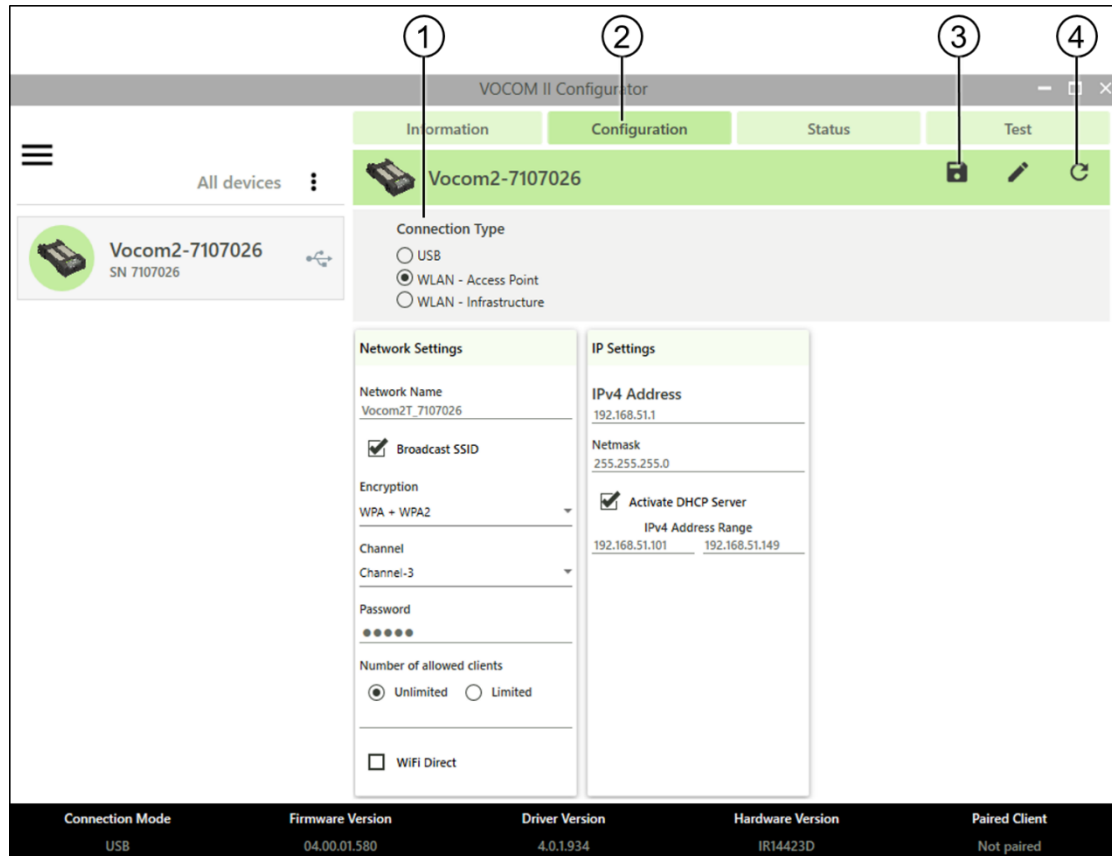 1 2 3 4
VOCOM II Configurator
Information Configuration Status Test
All devices
Vocom2-7107026
Vocom2-7107026
SN 7107026
Connection Type
USB
WLAN - Access Point
WLAN - Infrastructure
Network Settings
Network Name
Vocom2T_7107026
Broadcast SSID
Encryption
WPA + WPA2
Channel
Channel-3
Password
Number of allowed clients
Unlimited Limited
WiFi Direct
IP Settings
IPv4 Address
192.168.51.1
Netmask
255.255.255.0
Activate DHCP Server
IPv4 Address Range
192.168.51.101 192.168.51.149
Connection Mode Firmware Version Driver Version Hardware Version Paired Client
USB 04.00.01.580 4.0.1.934 IR14423D Not paired